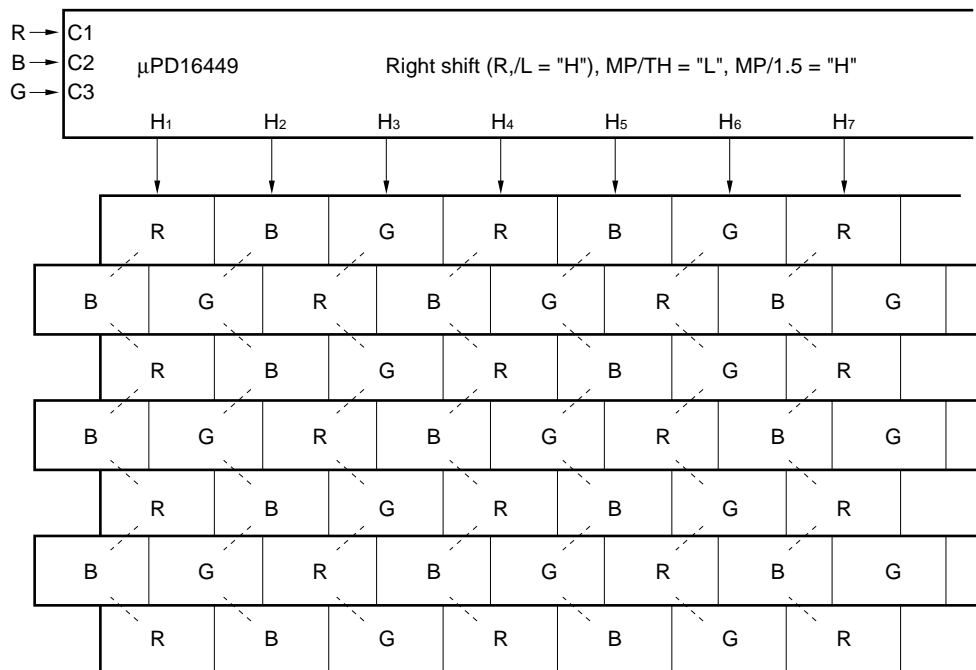 R C1
B C2 μPD16449 Right shift (R,/L = "H"), MP/TH = "L", MP/1.5 = "H"
G C3
H1 H2 H3 H4 H5 H6 H7
R B G R B G R
B G R B G R B G
R B G R B G R
B G R B G R B G
R B G R B G R
B G R B G R B G
R B G R B G R